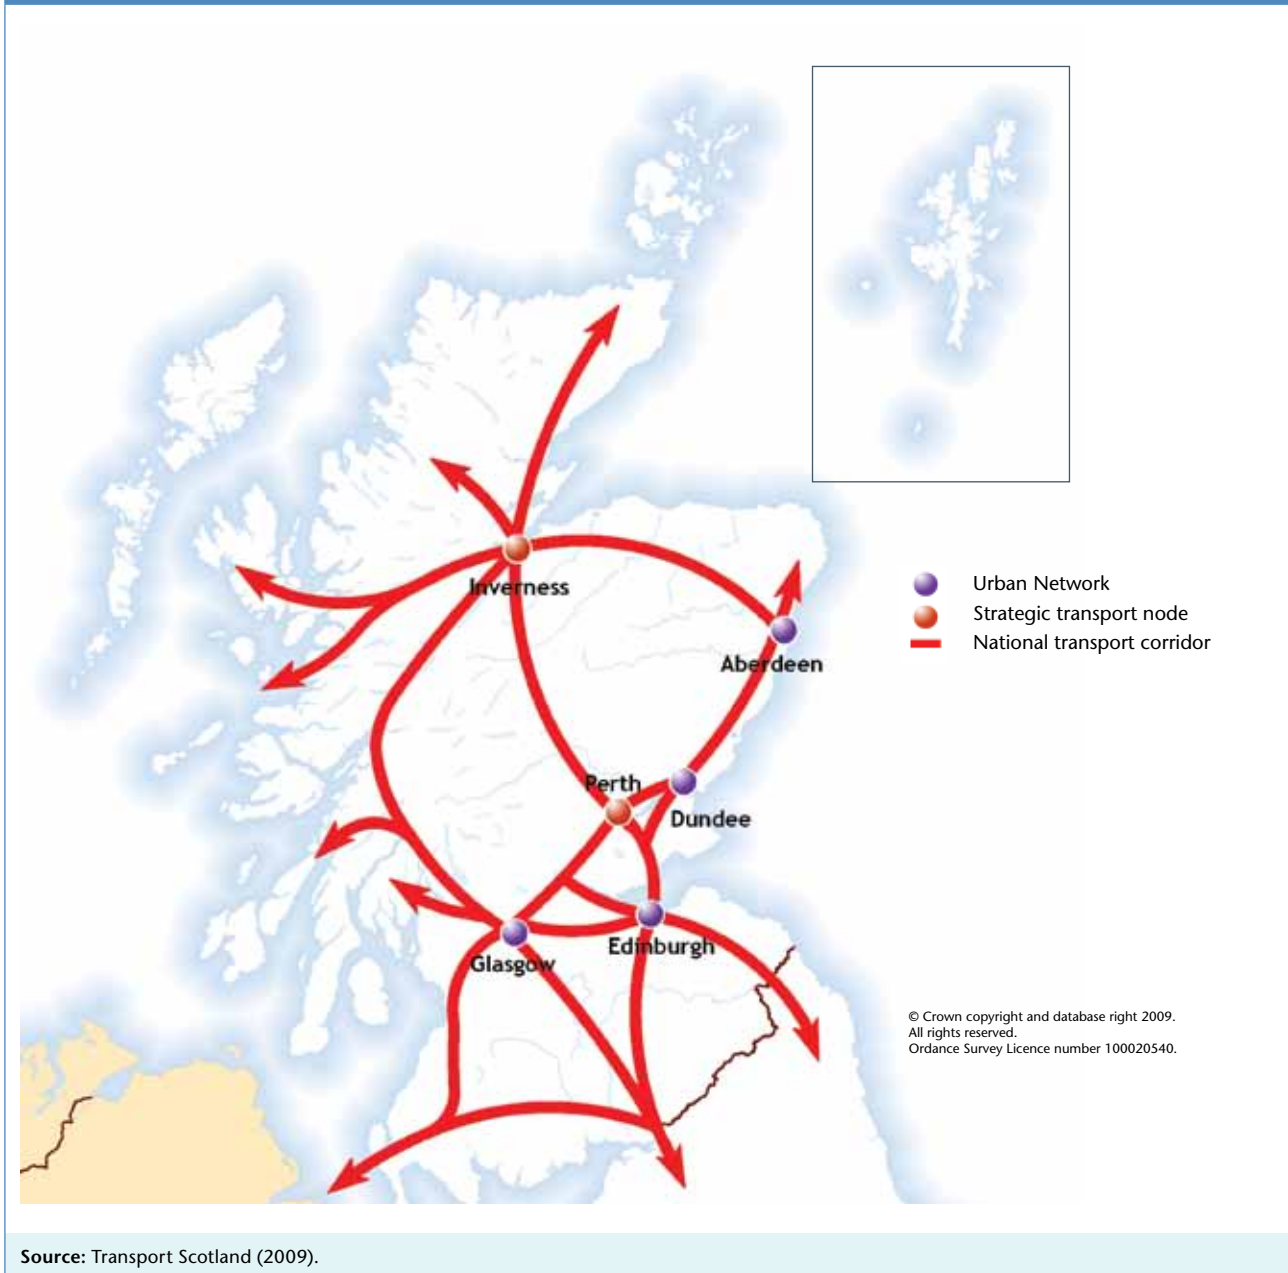 Inverness
Aberdeen
Perth
Dundee
Edinburgh
Glasgow
Urban Network
Strategic transport node
National transport corridor
© Crown copyright and database right 2009.
All rights reserved.
Ordance Survey Licence number 100020540.
Source: Transport Scotland (2009).